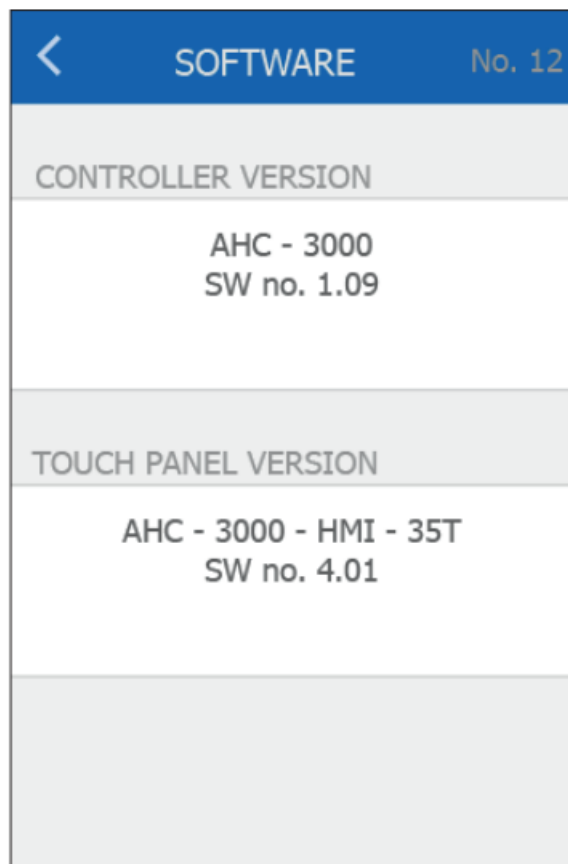 SOFTWARE No. 12
CONTROLLER VERSION
AHC - 3000
SW no. 1.09
TOUCH PANEL VERSION
AHC - 3000 - HMI - 35T
SW no. 4.01